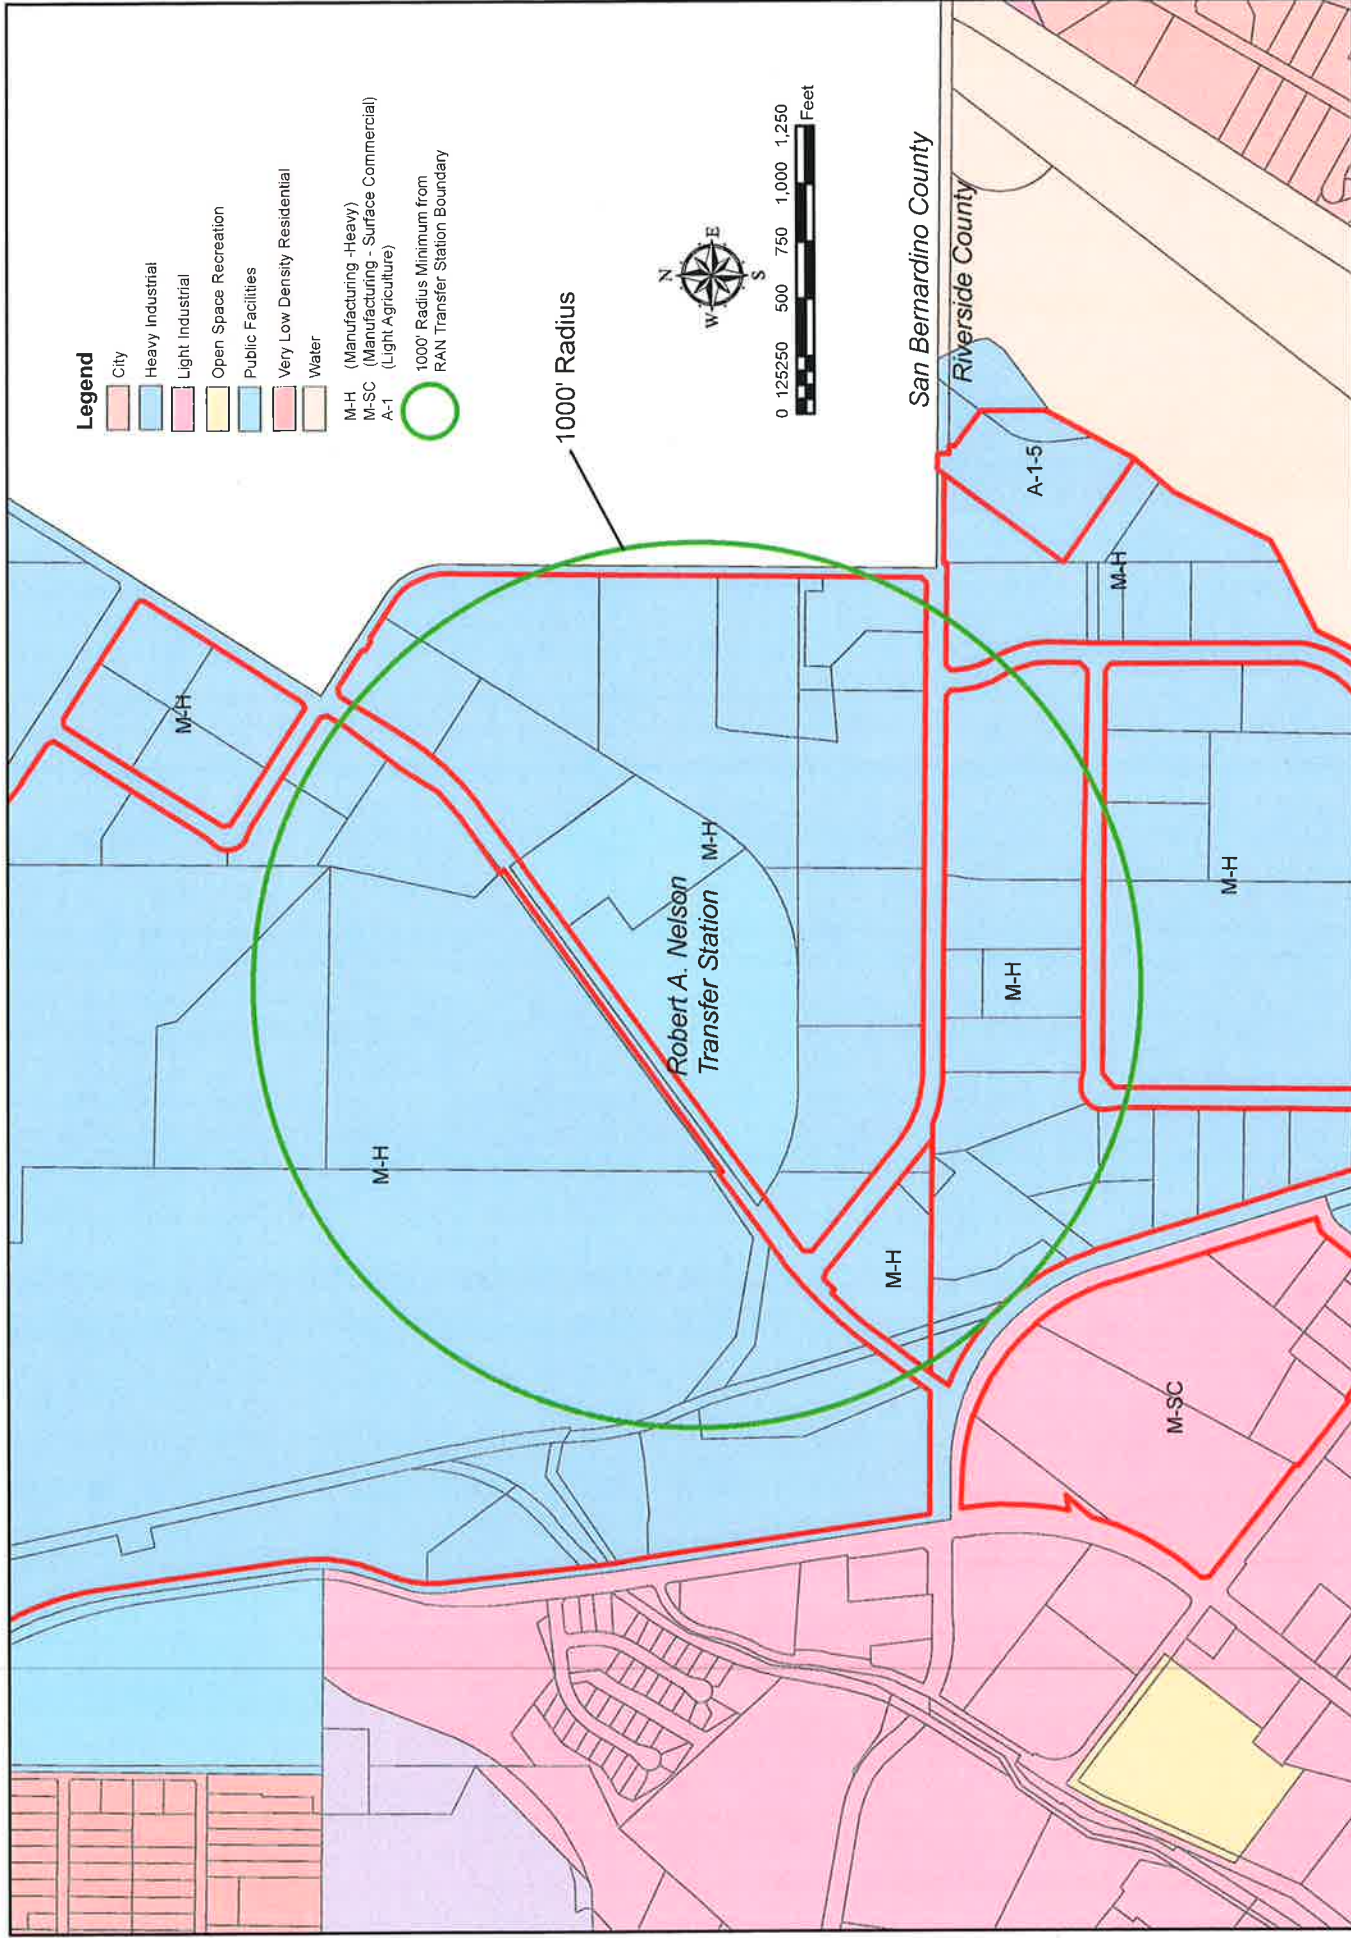 Legend
City
Heavy Industrial
Light Industrial
Open Space Recreation
Public Facilities
Very Low Density Residential
Water
M-H (Manufacturing -Heavy)
M-SC (Manufacturing - Surface Commercial)
A-1 (Light Agriculture)
1000' Radius Minimum from
RAN Transfer Station Boundary
1000' Radius
N
W E
S
0 125250 500 750 1,000 1,250
Feet
San Bernardino County
Riverside County
A-1-5
M-H
M-H
M-H
Robert A. Nelson
Transfer Station
M-H
M-H
M-H
M-H
M-SC